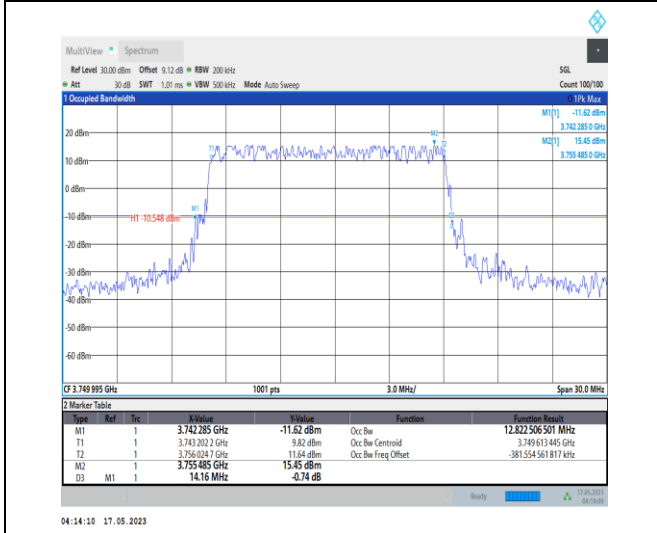 MultiView Spectrum
Ref Level 30.00 dBm Offset 9.12 dB RBW 200 kHz SGL
Att 30 dB SWT 1.01 ms VBW 500 kHz Mode Auto Sweep Count 100/100
1 Occupied Bandwidth 1Pk Max
M1[1] -11.62 dBm
3.742 285 0 GHz
M2[1] 15.45 dBm
3.755 485 0 GHz
20 dBm
M2
T1
10 dBm
0 dBm
M1
-10 dBm
H1 -10.548 dBm
-20 dBm
-30 dBm
-40 dBm
-50 dBm
-60 dBm
CF 3.749 995 GHz 1001 pts 3.0 MHz/ Span 30.0 MHz
2 Marker Table
Type Ref Trc X-Value Y-Value Function Function Result
M1 1 3.742 285 GHz -11.62 dBm Occ Bw 12.822 506 501 MHz
T1 1 3.743 202 2 GHz 9.82 dBm Occ Bw Centroid 3.749 613 445 GHz
T2 1 3.756 024 7 GHz 11.64 dBm Occ Bw Freq Offset -381.554 561 817 kHz
M2 1 3.755 485 GHz 15.45 dBm
D3 M1 1 14.16 MHz -0.74 dB
Ready 17.05.2023
04:14:09
04:14:10 17.05.2023